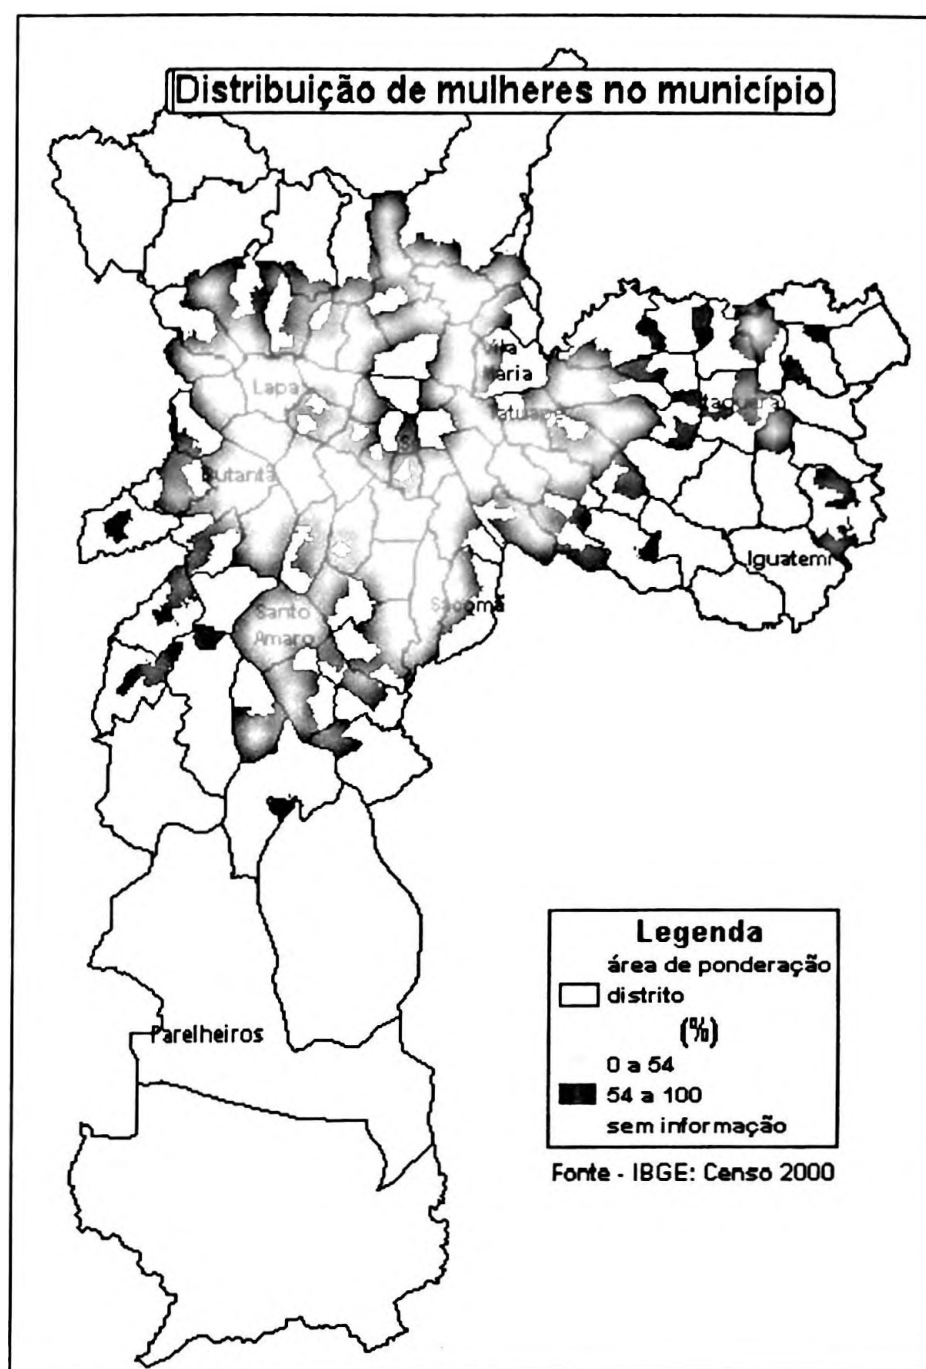 Distribuição de mulheres no município
Vila
Maria
Lapa
Tatuapé
Itaquera
Butantã
Iguatemi
Santo
Amaro
Sacomã
Parelheiros
Legenda
área de ponderação
distrito
(%)
0 a 54
54 a 100
sem informação
Fonte - IBGE: Censo 2000